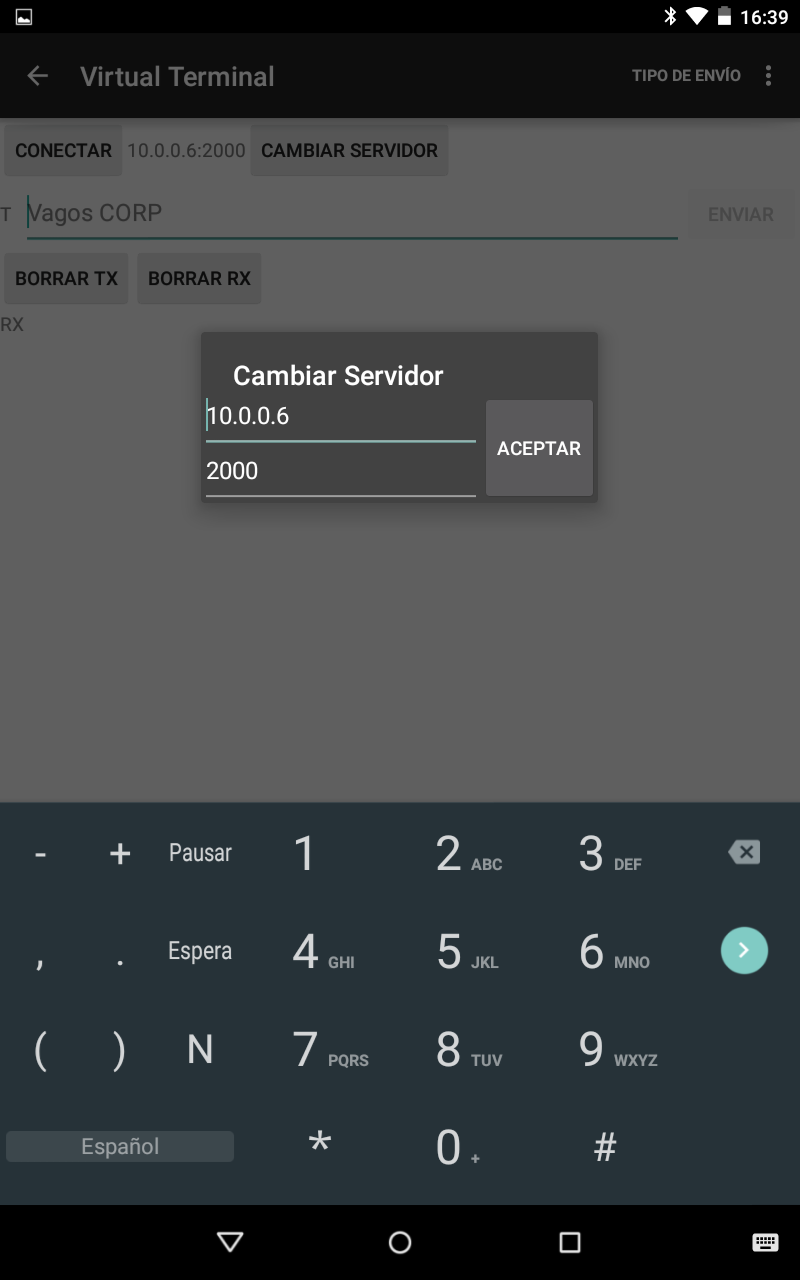 16:39
Virtual Terminal TIPO DE ENVÍO
CONECTAR 10.0.0.6:2000 CAMBIAR SERVIDOR
T Vagos CORP ENVIAR
BORRAR TX BORRAR RX
RX
Cambiar Servidor
10.0.0.6
2000
ACEPTAR
- + Pausar 1 2 ABC 3 DEF
, . Espera 4 GHI 5 JKL 6 MNO
( ) N 7 PQRS 8 TUV 9 WXYZ
Español * 0 + #